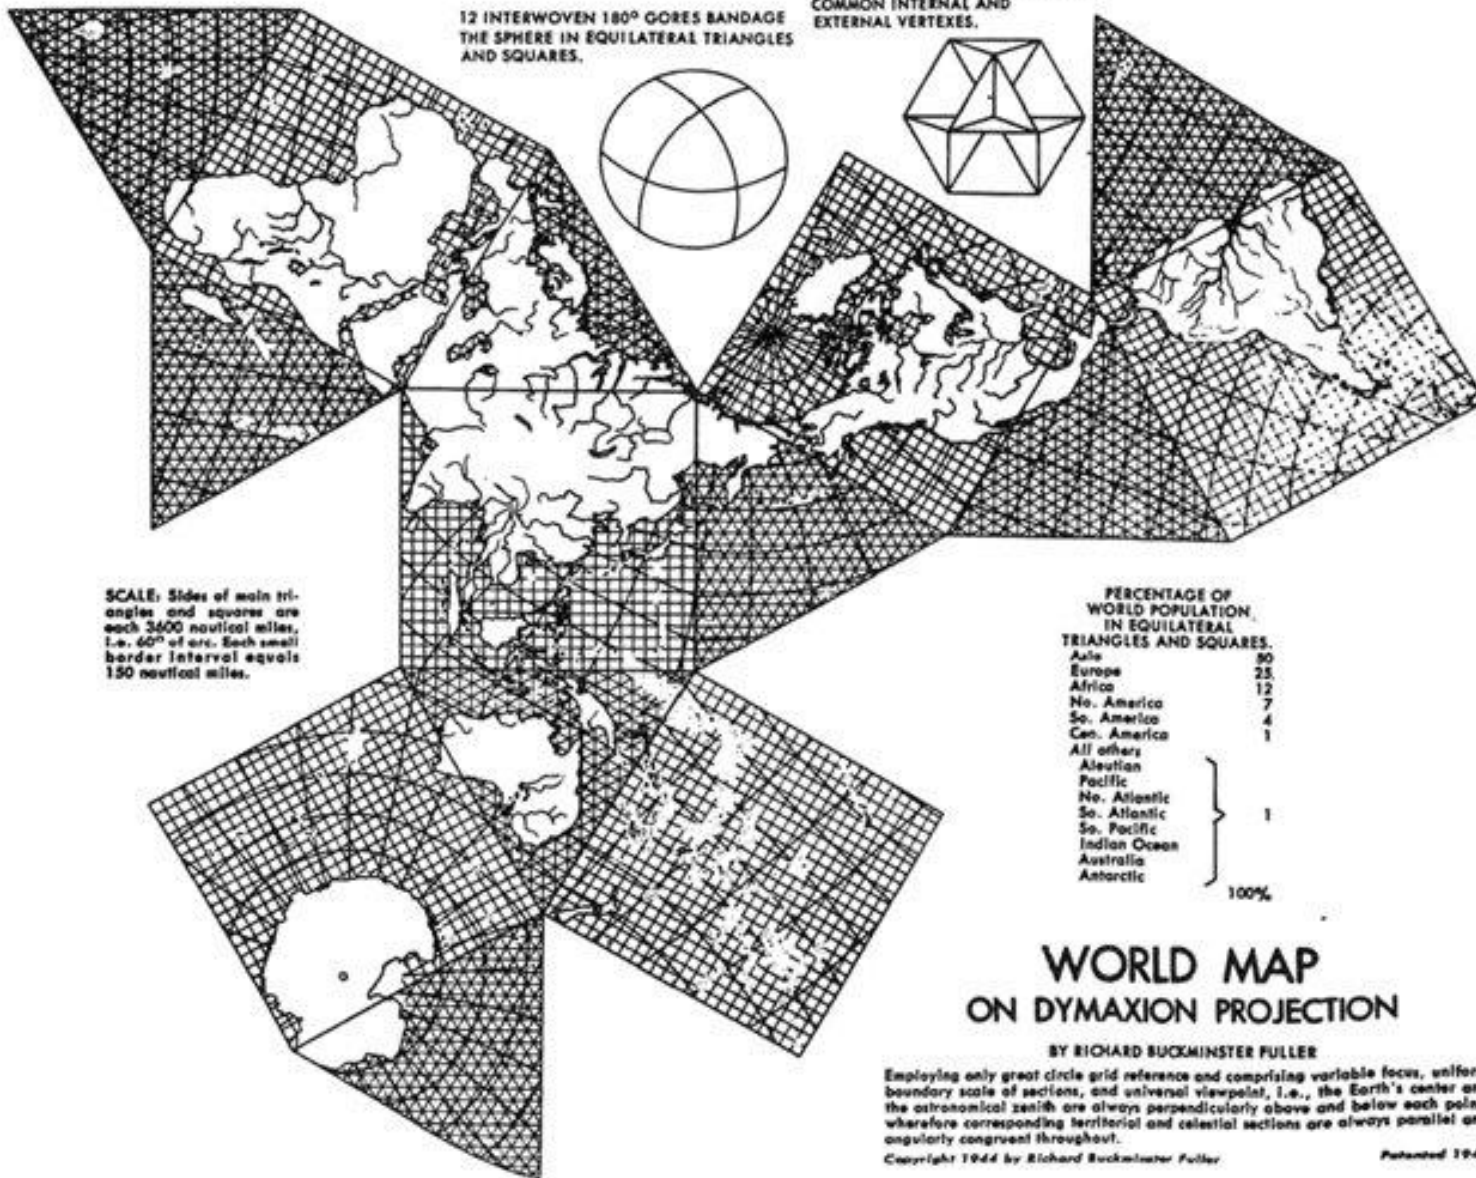 12 INTERWOVEN 180° GORES BANDAGE
THE SPHERE IN EQUILATERAL TRIANGLES
AND SQUARES.
COMMON INTERNAL AND
EXTERNAL VERTEXES.
SCALE: Sides of main tri-
angles and squares are
each 3600 nautical miles,
i.e. 60° of arc. Each small
border interval equals
150 nautical miles.
PERCENTAGE OF
WORLD POPULATION
IN EQUILATERAL
TRIANGLES AND SQUARES.
Asia 50
Europe 25
Africa 12
No. America 7
So. America 4
Cen. America 1
All others
Aleutian
Pacific
No. Atlantic
So. Atlantic 1
So. Pacific
Indian Ocean
Australia
Antarctic
100%
WORLD MAP
ON DYMAXION PROJECTION
BY RICHARD BUCKMINSTER FULLER
Employing only great circle grid reference and comprising variable focus, unifor
boundary scale of sections, and universal viewpoint, i.e., the Earth's center an
the astronomical zenith are always perpendicularly above and below each poin
wherefore corresponding territorial and celestial sections are always parallel an
angularly congruent throughout.
Copyright 1944 by Richard Buckminster Fuller Patented 194